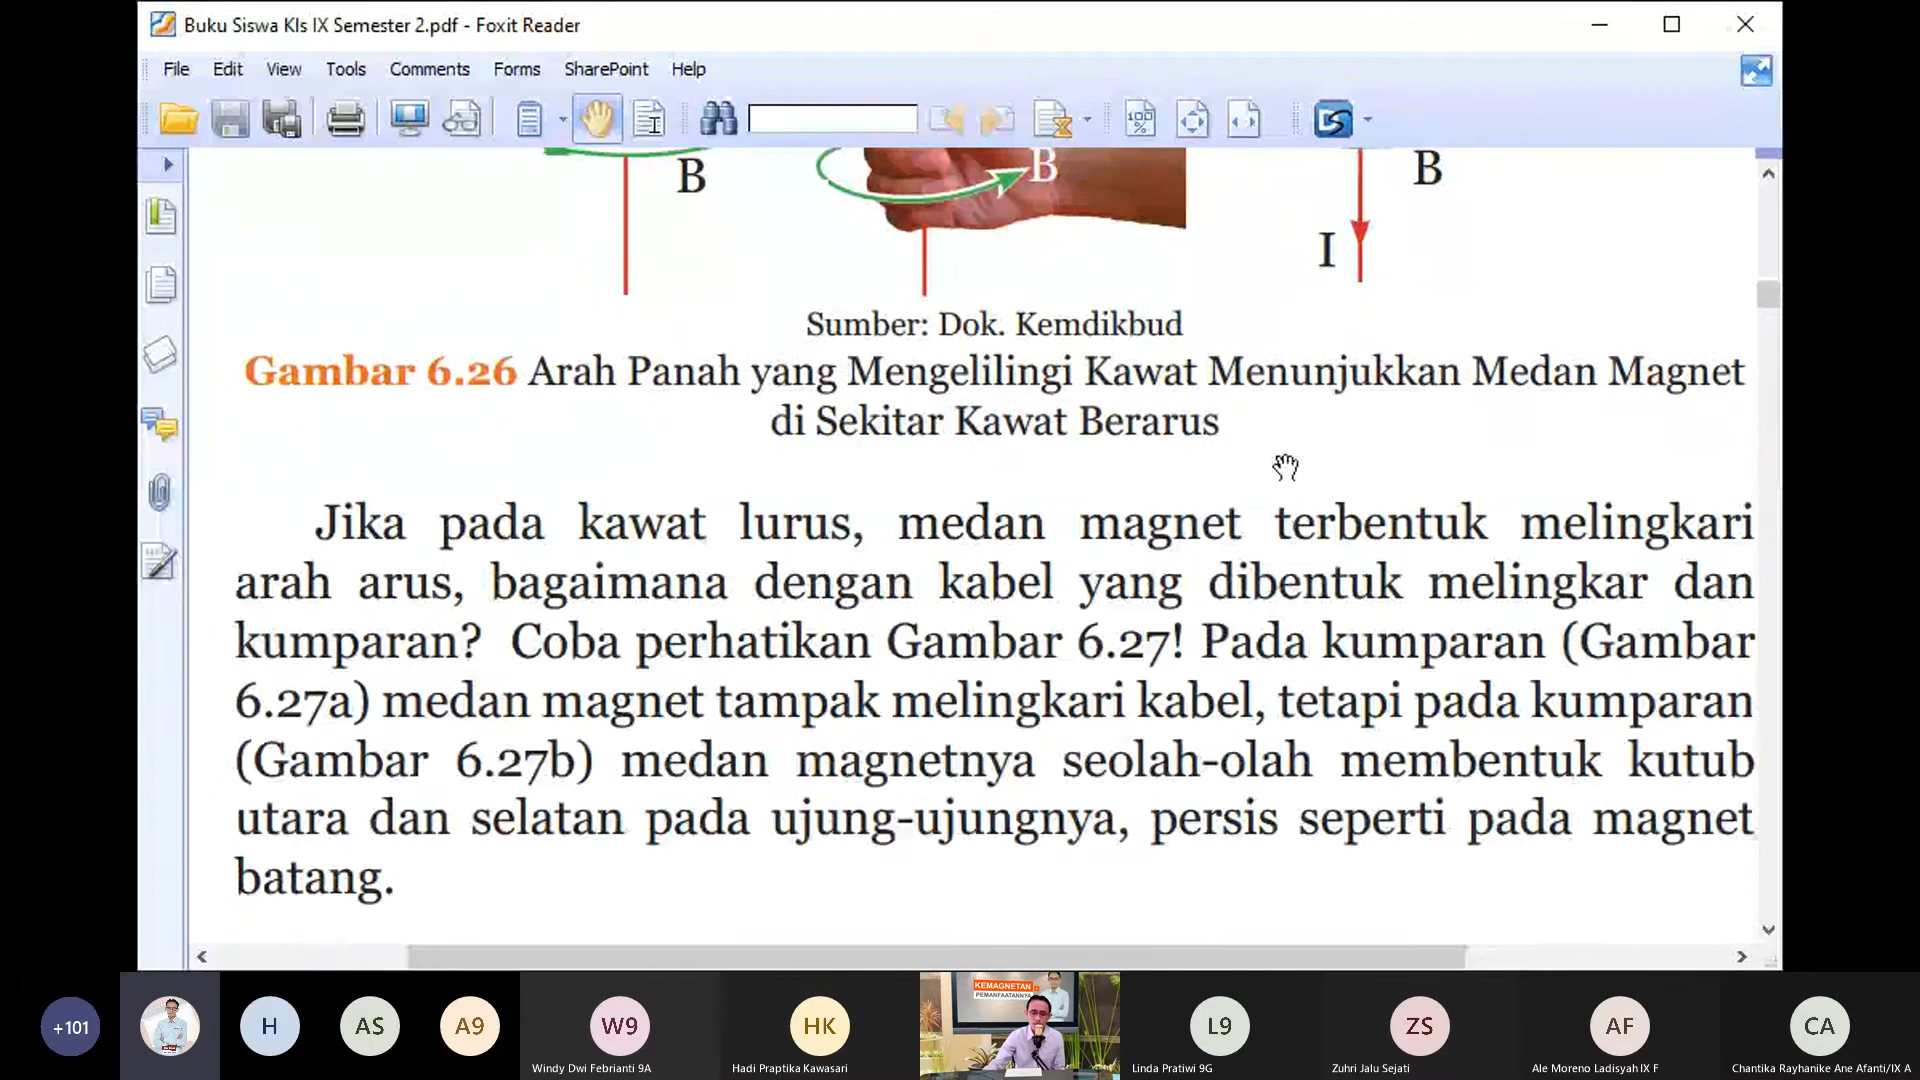 Buku Siswa Kls IX Semester 2.pdf - Foxit Reader
File Edit View Tools Comments Forms SharePoint Help
B
B
B
I
Sumber: Dok. Kemdikbud
Gambar 6.26 Arah Panah yang Mengelilingi Kawat Menunjukkan Medan Magnet
di Sekitar Kawat Berarus
Jika pada kawat lurus, medan magnet terbentuk melingkari
arah arus, bagaimana dengan kabel yang dibentuk melingkar dan
kumparan? Coba perhatikan Gambar 6.27! Pada kumparan (Gambar
6.27a) medan magnet tampak melingkari kabel, tetapi pada kumparan
(Gambar 6.27b) medan magnetnya seolah-olah membentuk kutub
utara dan selatan pada ujung-ujungnya, persis seperti pada magnet
batang.
+101
H
AS
A9
W9
HK
KEMAGNETAN
PEMANFAATANNYA
L9
ZS
AF
CA
Windy Dwi Febrianti 9A
Hadi Praptika Kawasari
Linda Pratiwi 9G
Zuhri Jalu Sejati
Ale Moreno Ladisyah IX F
Chantika Rayhanike Ane Afanti/IX A